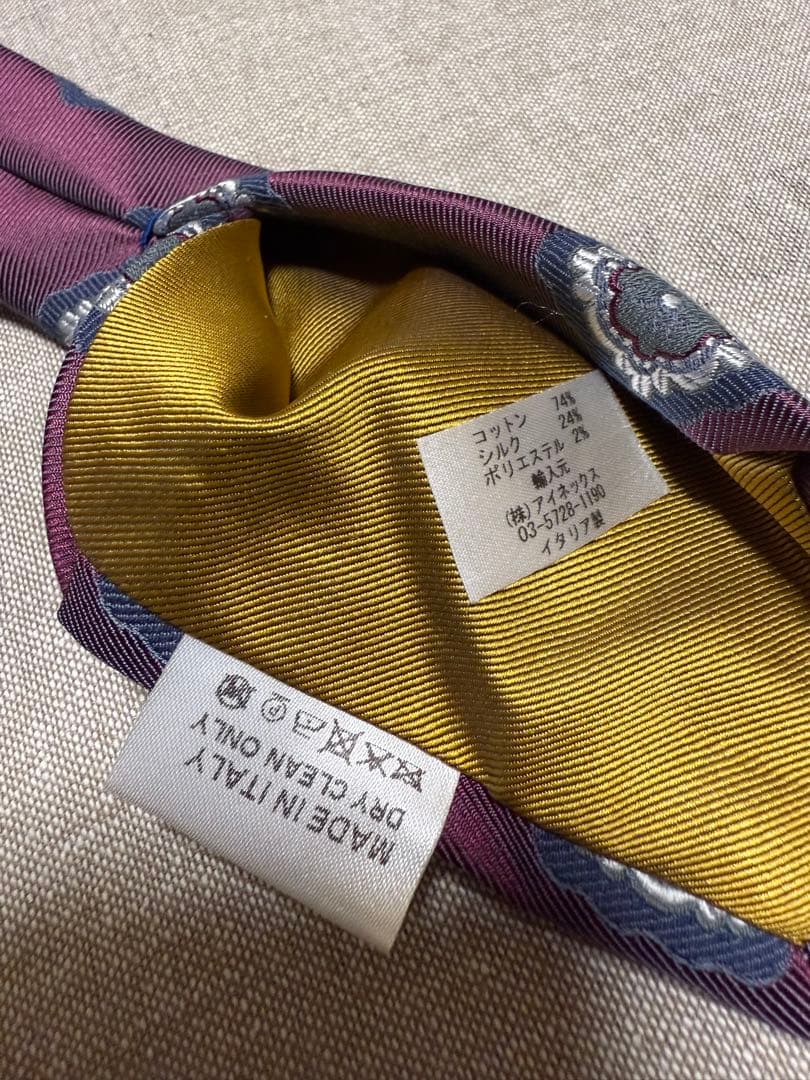 コットン 74%
シルク 24%
ポリエステル 2%
輸入元
(株)アイネックス
03-5728-1190
イタリア製
MADE IN ITALY
DRY CLEAN ONLY